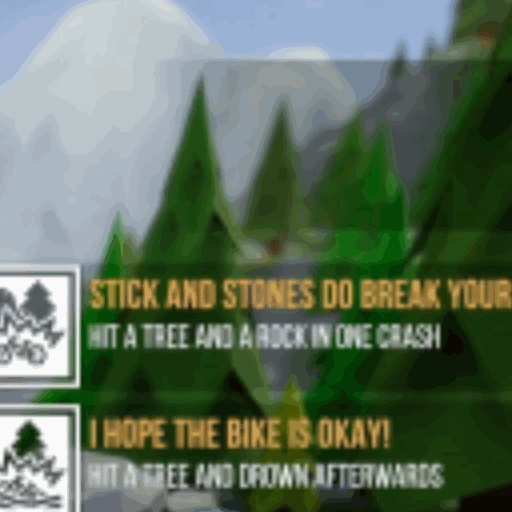 STICK AND STONES DO BREAK YOUR
HIT A TREE AND A ROCK IN ONE CRASH
I HOPE THE BIKE IS OKAY!
HIT A TREE AND DROWN AFTERWARDS